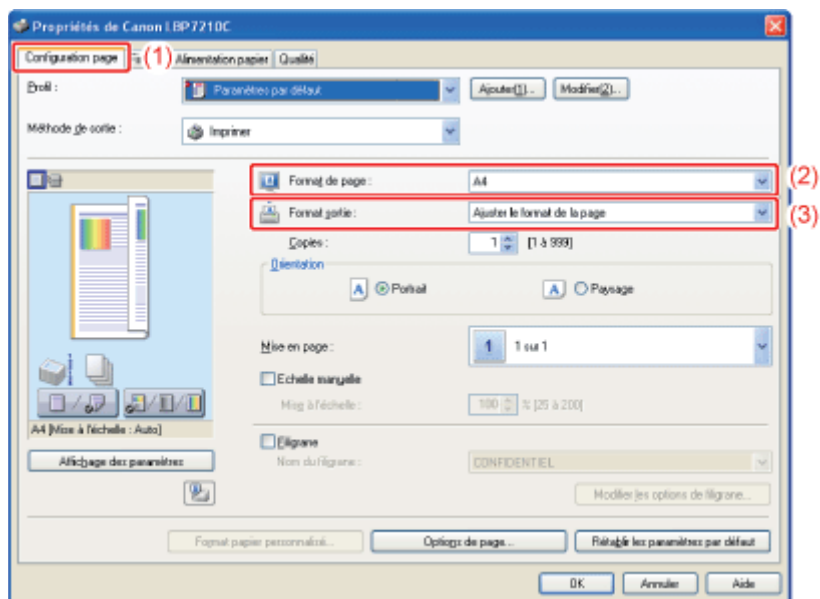 Propriétés de Canon LBP7210C
Configuration page (1) Alimentation papier Qualité
Profil : Paramètres par défaut Ajouter(1)... Modifier(2)...
Méthode de sortie : Imprimer
Format de page : A4 (2)
Format sortie : Ajuster le format de la page (3)
Copies : 1 [1 à 999]
Orientation
A Portrait A Paysage
Mise en page : 1 1 sur 1
Echelle manuelle
Mise à l'échelle : 100 % [25 à 200]
A4 [Mise à l'échelle : Auto]
Filigrane
Affichage des paramètres
Nom du filigrane : CONFIDENTIEL
Modifier les options de filigrane...
Format papier personnalisé... Options de page... Rétablir les paramètres par défaut
OK Annuler Aide